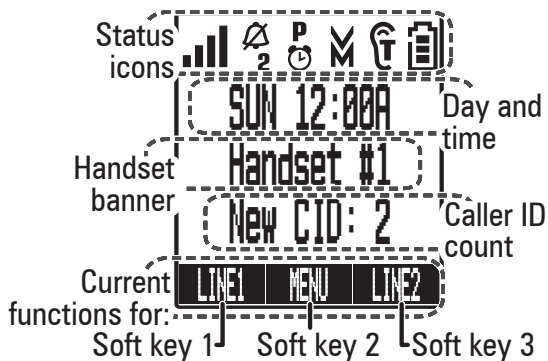 Status icons
2 P T
SUN 12:00A
Day and time
Handset banner
Handset #1
New CID: 2
Caller ID count
Current functions for:
LINE1 MENU LINE2
Soft key 1 Soft key 2 Soft key 3